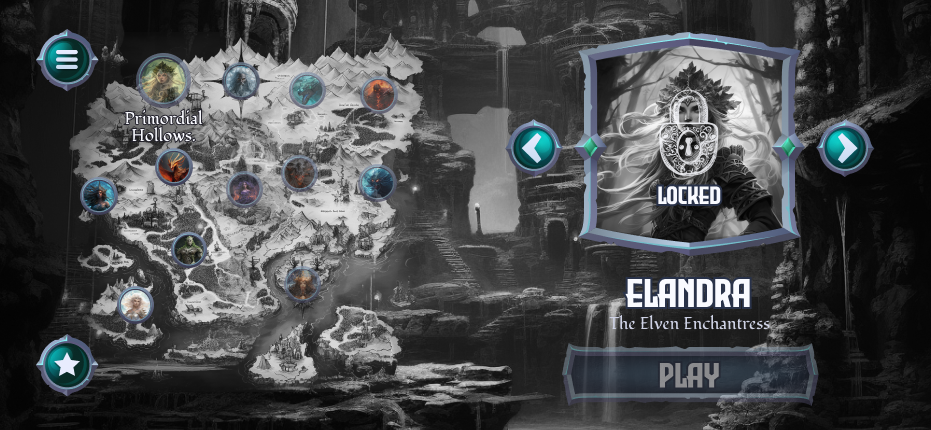 Primordial
Hollows.
LOCKED
ELANDRA
The Elven Enchantress
PLAY